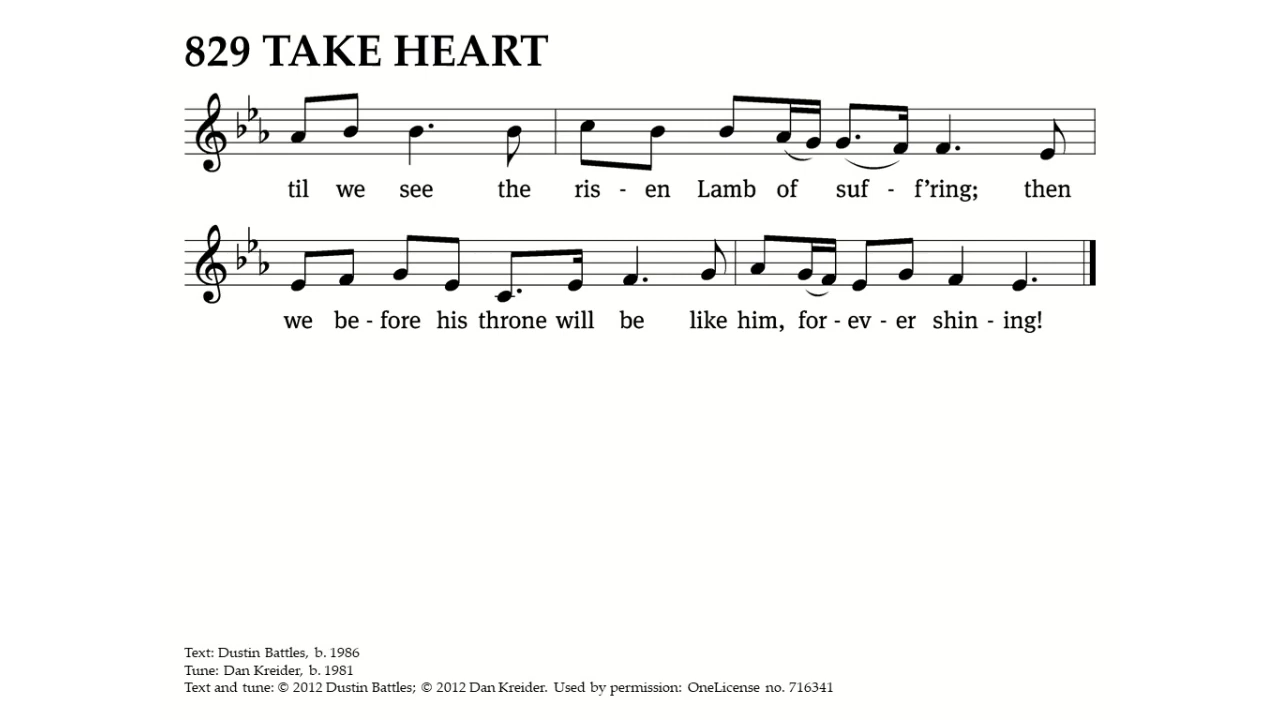 829 TAKE HEART
til we see the ris - en Lamb of suf - f’ring; then
we be - fore his throne will be like him, for - ev - er shin - ing!
Text: Dustin Battles, b. 1986
Tune: Dan Kreider, b. 1981
Text and tune: © 2012 Dustin Battles; © 2012 Dan Kreider. Used by permission: OneLicense no. 716341